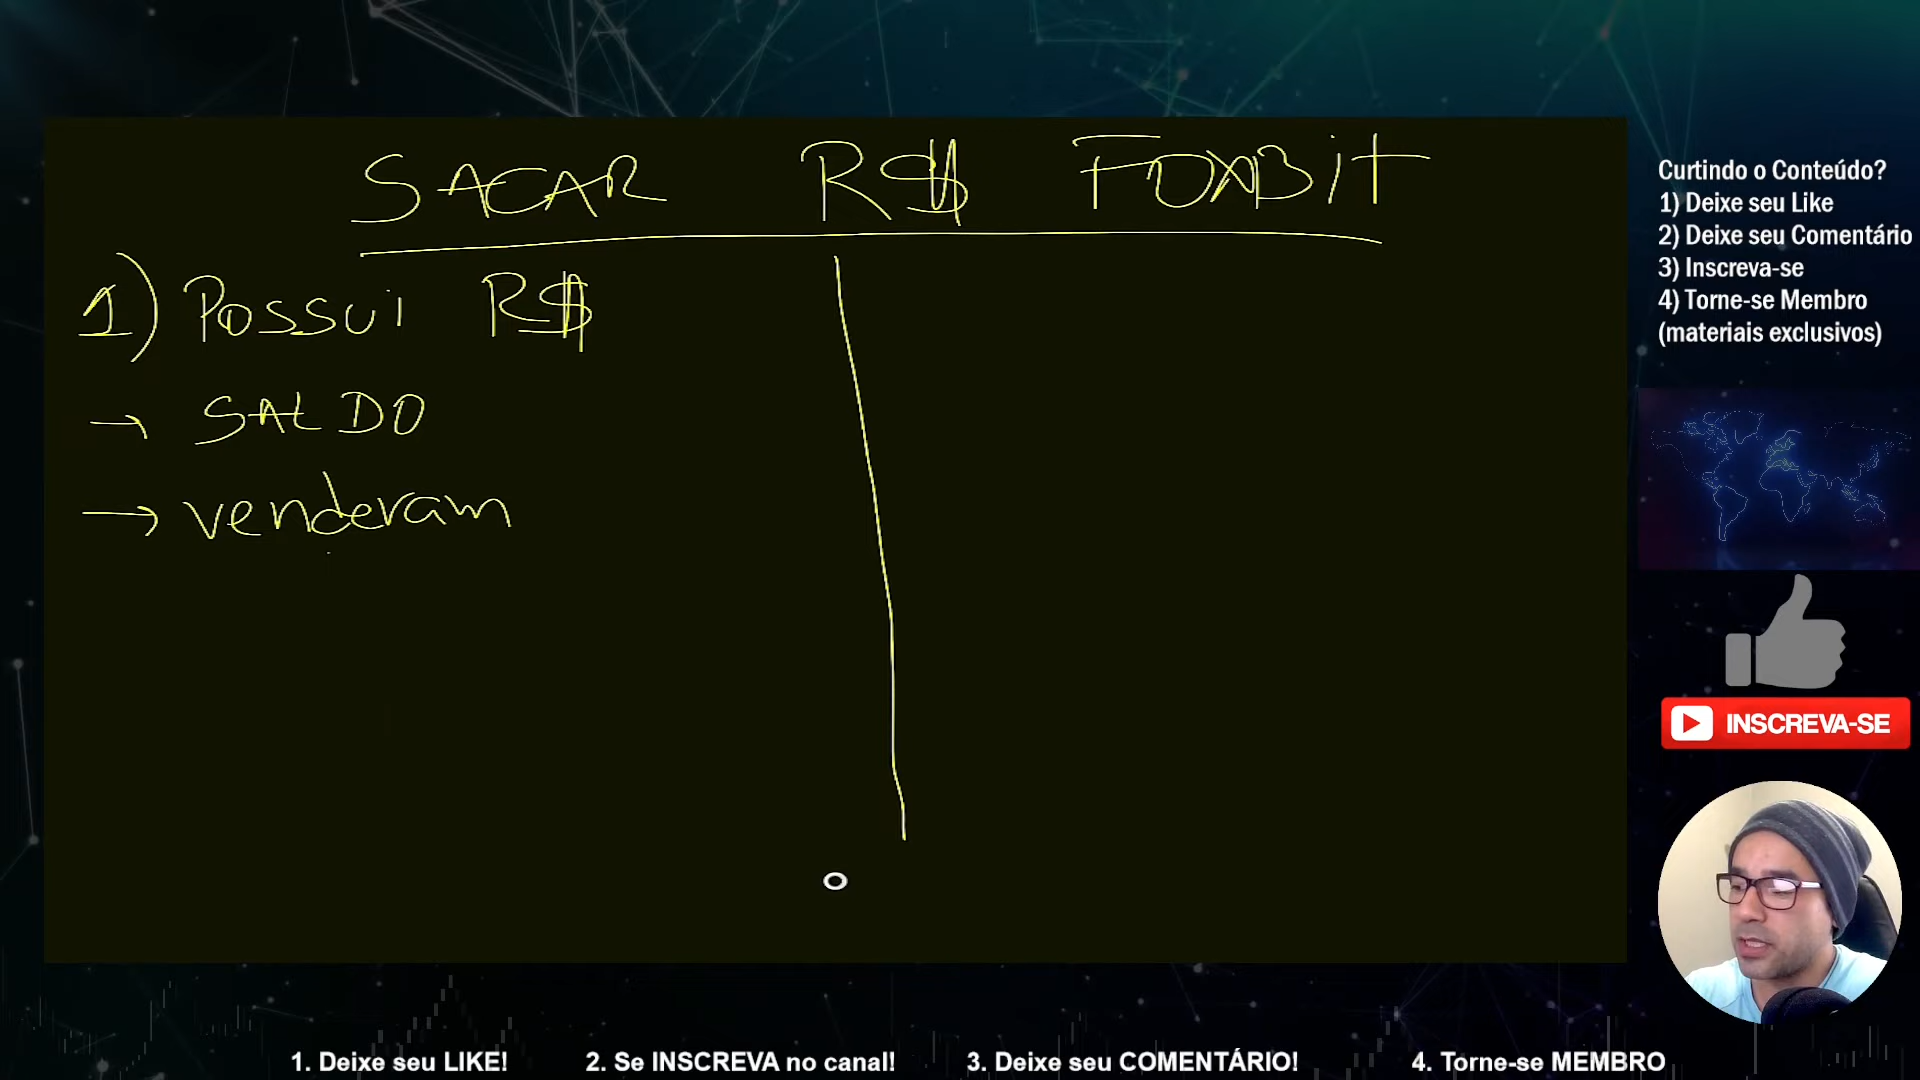 SACAR R$ FOXBIT
1) Possui R$
→ SALDO
→ venderam
Curtindo o Conteúdo?
1) Deixe seu Like
2) Deixe seu Comentário
3) Inscreva-se
4) Torne-se Membro
(materiais exclusivos)
INSCREVA-SE
1. Deixe seu LIKE! 2. Se INSCREVA no canal! 3. Deixe seu COMENTÁRIO! 4. Torne-se MEMBRO